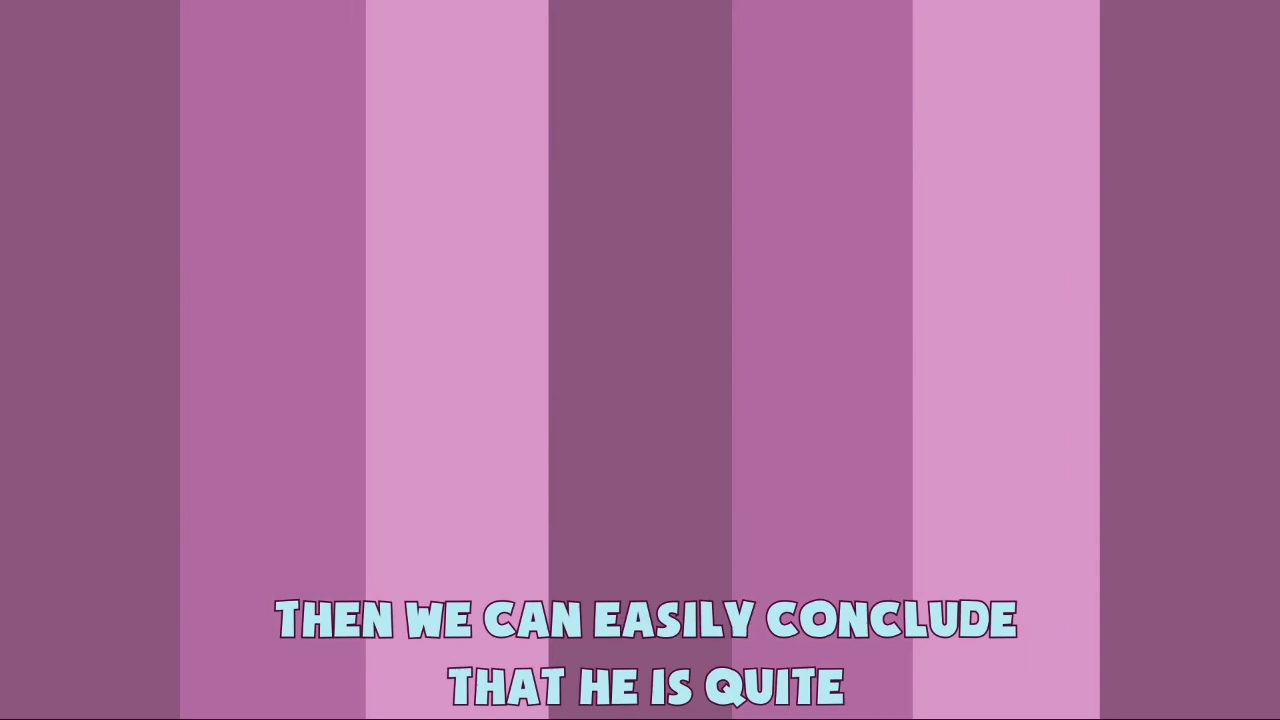 THEN WE CAN EASILY CONCLUDE
THAT HE IS QUITE